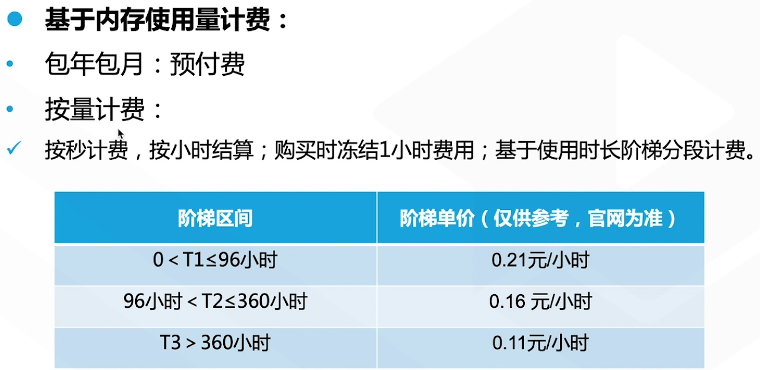 基于内存使用量计费：
包年包月：预付费
按量计费：
按秒计费，按小时结算；购买时冻结1小时费用；基于使用时长阶梯分段计费。
阶梯区间 阶梯单价（仅供参考，官网为准）
0＜T1≤96小时 0.21元/小时
96小时＜T2≤360小时 0.16 元/小时
T3＞360小时 0.11元/小时